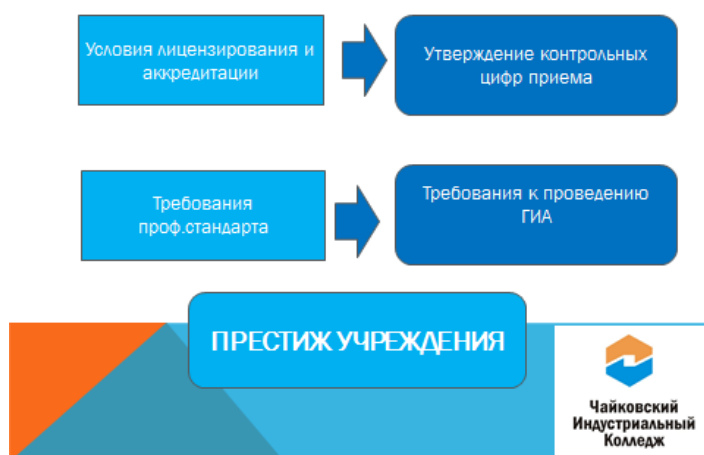 Условия лицензирования и
аккредитации
Утверждение контрольных
цифр приема
Требования
проф.стандарта
Требования к проведению
ГИА
ПРЕСТИЖ УЧРЕЖДЕНИЯ
Чайковский
Индустриальный
Колледж